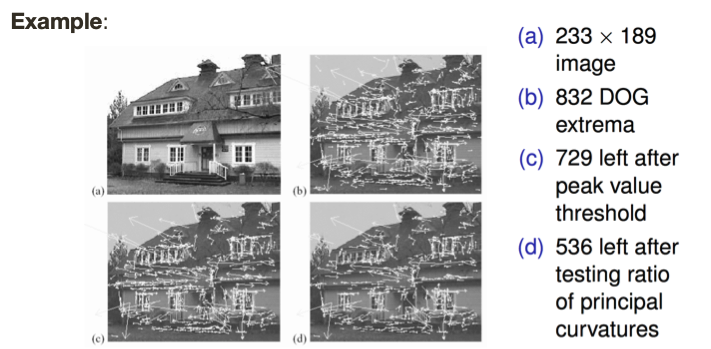 Example:
(a)
(b)
(c)
(d)
(a) 233 × 189
image
(b) 832 DOG
extrema
(c) 729 left after
peak value
threshold
(d) 536 left after
testing ratio
of principal
curvatures